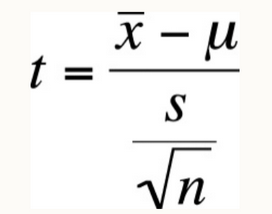 t = (x̄ − μ) / (s / √n)